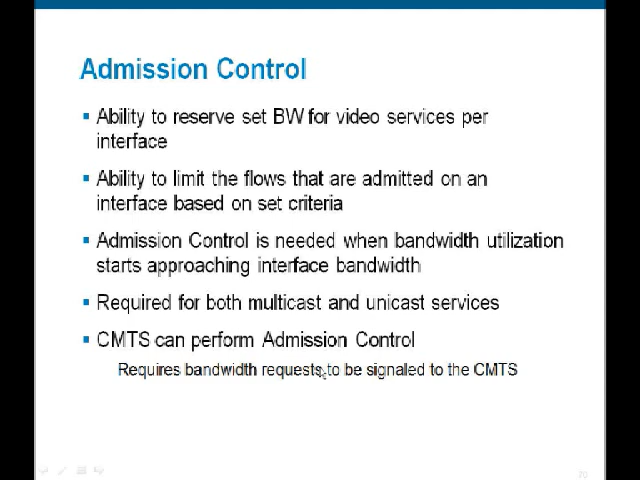 Admission Control
Ability to reserve set BW for video services per
interface
Ability to limit the flows that are admitted on an
interface based on set criteria
Admission Control is needed when bandwidth utilization
starts approaching interface bandwidth
Required for both multicast and unicast services
CMTS can perform Admission Control
Requires bandwidth requests to be signaled to the CMTS
70